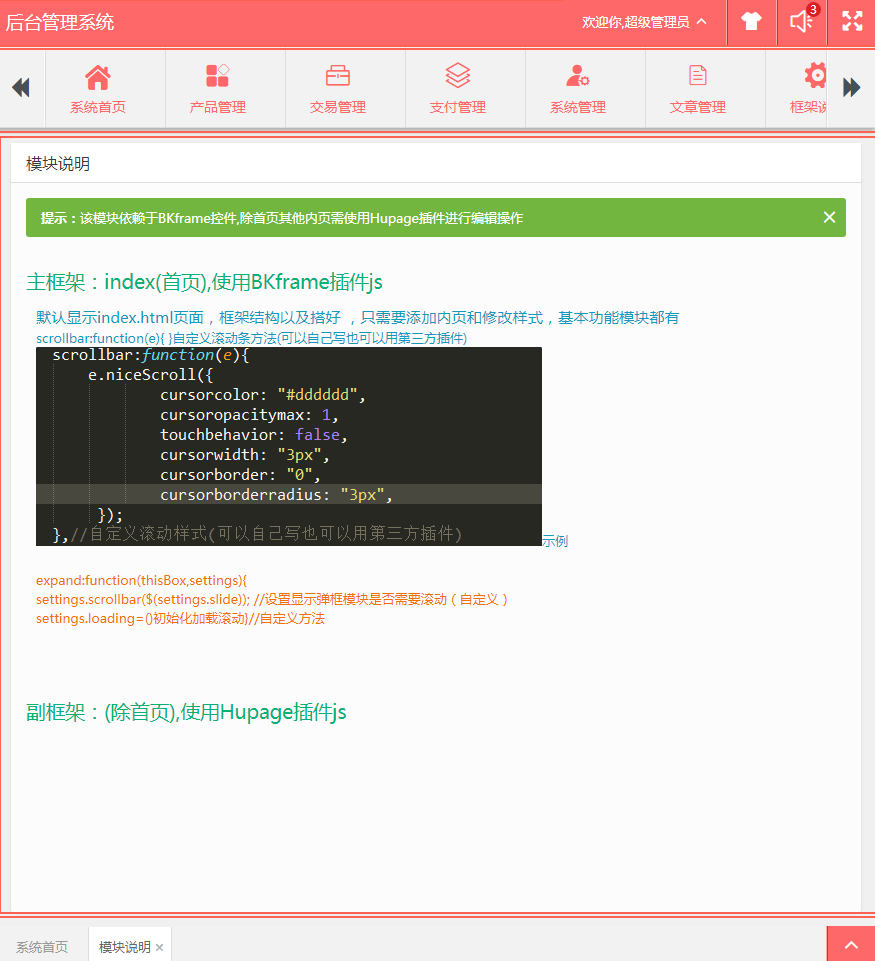 后台管理系统
欢迎你,超级管理员
3
系统首页
产品管理
交易管理
支付管理
系统管理
文章管理
框架说
模块说明
提示：该模块依赖于BKframe控件,除首页其他内页需使用Hupage插件进行编辑操作
主框架：index(首页),使用BKframe插件js
默认显示index.html页面，框架结构以及搭好 ，只需要添加内页和修改样式，基本功能模块都有
scrollbar:function(e){ }自定义滚动条方法(可以自己写也可以用第三方插件)
scrollbar:function(e){
e.niceScroll({
cursorcolor: "#dddddd",
cursoropacitymax: 1,
touchbehavior: false,
cursorwidth: "3px",
cursorborder: "0",
cursorborderradius: "3px",
});
},//自定义滚动样式(可以自己写也可以用第三方插件)
示例
expand:function(thisBox,settings){
settings.scrollbar($(settings.slide)); //设置显示弹框模块是否需要滚动（自定义）
settings.loading=()初始化加载滚动}//自定义方法
副框架：(除首页),使用Hupage插件js
系统首页
模块说明